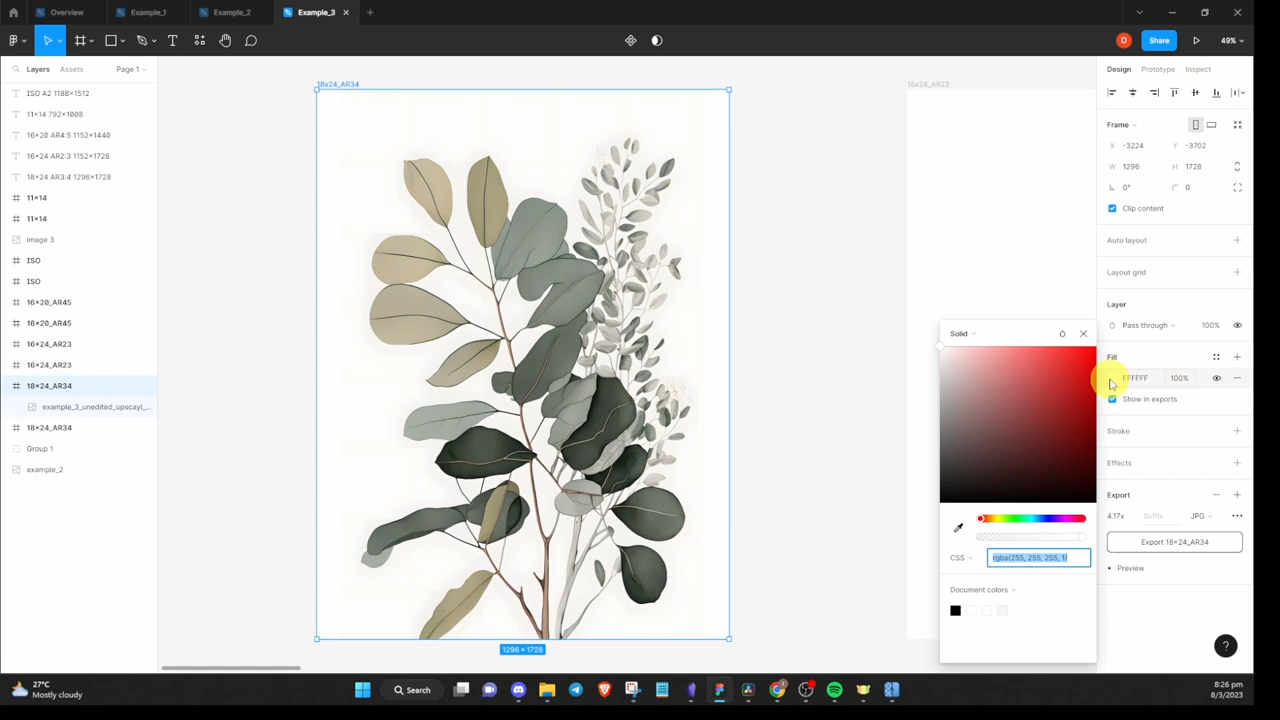 Overview
Example_1
Example_2
Example_3
D
Share
49%
Layers
Assets
Page 1
ISO A2 1188×1512
11×14 792×1008
16×20 AR4:5 1152×1440
16×24 AR2:3 1152×1728
18×24 AR3:4 1296×1728
11×14
11×14
image 3
ISO
ISO
16×20_AR45
16×20_AR45
16×24_AR23
16×24_AR23
18×24_AR34
example_3_unedited_upscayl_...
18×24_AR34
Group 1
example_2
18x24_AR34
16x24_AR23
1296 × 1728
Design
Prototype
Inspect
Frame
X
-3224
Y
-3702
W
1296
H
1728
0°
0
Clip content
Auto layout
Layout grid
Layer
Pass through
100%
Fill
FFFFFF
100%
Show in exports
Stroke
Effects
Export
4.17x
Suffix
JPG
Export 18×24_AR34
Preview
Solid
CSS
rgba(255, 255, 255, 1)
Document colors
?
27°C
Mostly cloudy
Search
8:26 pm
8/3/2023